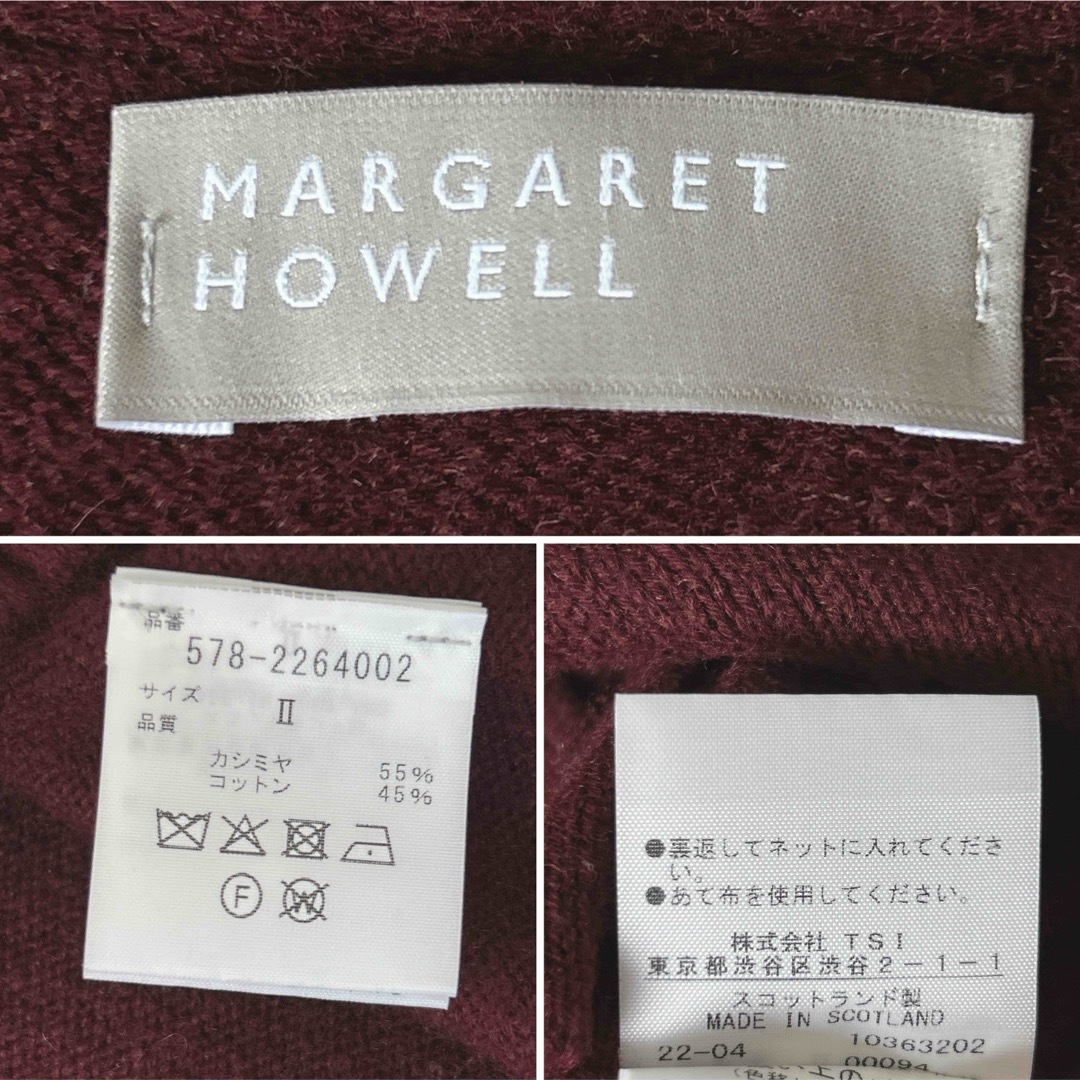 MARGARET
HOWELL
品番
578-2264002
サイズ
Ⅱ
品質
カシミヤ 55%
コットン 45%
F
W
●裏返してネットに入れてくださ
い。
●あて布を使用してください。
株式会社 TSI
東京都渋谷区渋谷2-1-1
スコットランド製
MADE IN SCOTLAND
10363202
22-04 00094